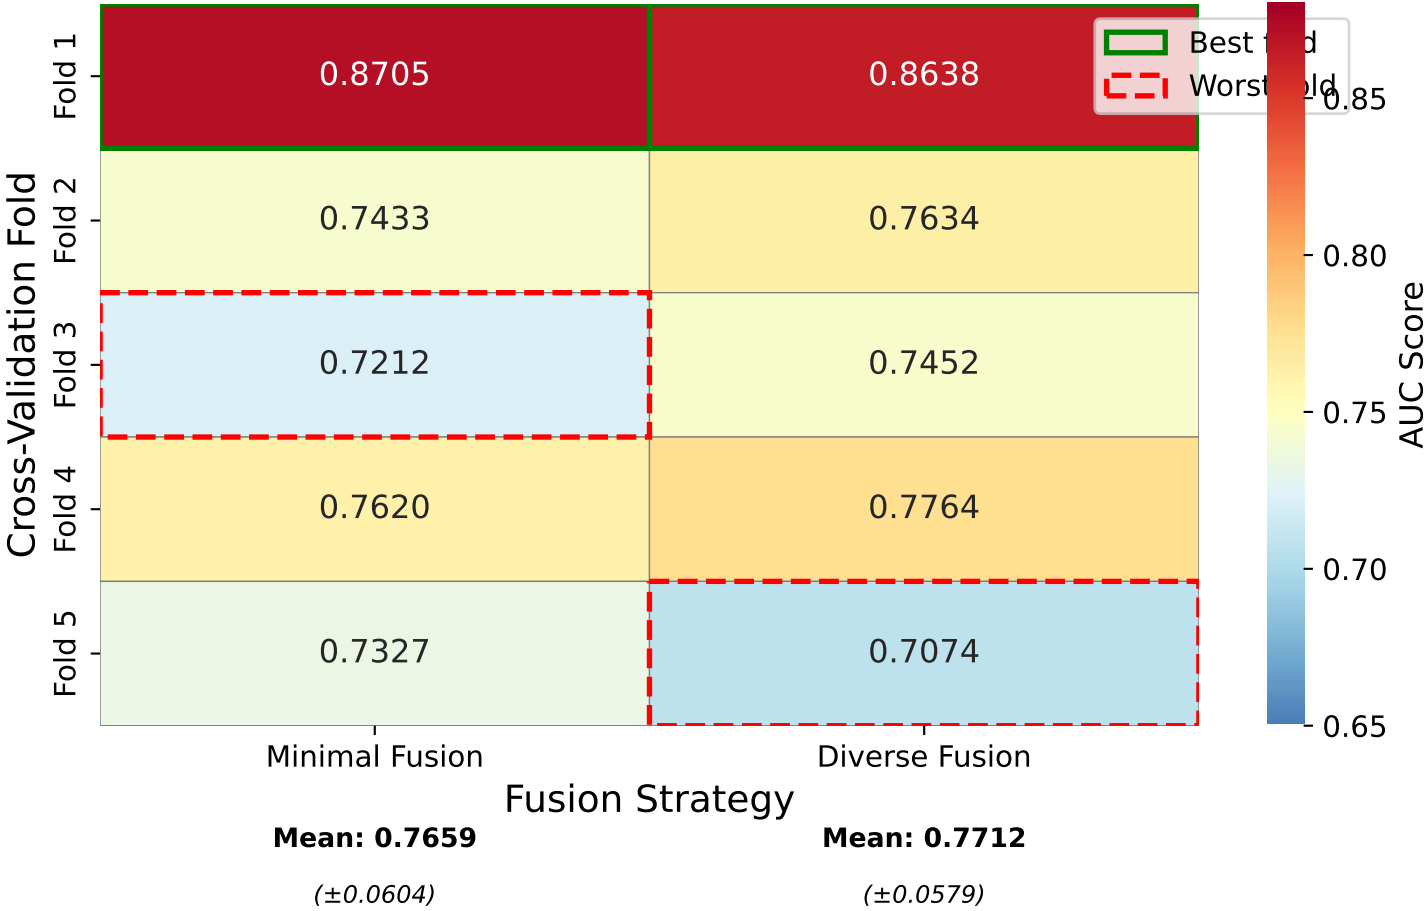 Best f ld
Worst old
Cross-Validation Fold
Fold 1
0.8705
0.8638
Fold 2
0.7433
0.7634
Fold 3
0.7212
0.7452
Fold 4
0.7620
0.7764
Fold 5
0.7327
0.7074
Minimal Fusion
Diverse Fusion
Fusion Strategy
Mean: 0.7659
Mean: 0.7712
(±0.0604)
(±0.0579)
0.85
0.80
0.75
0.70
0.65
AUC Score